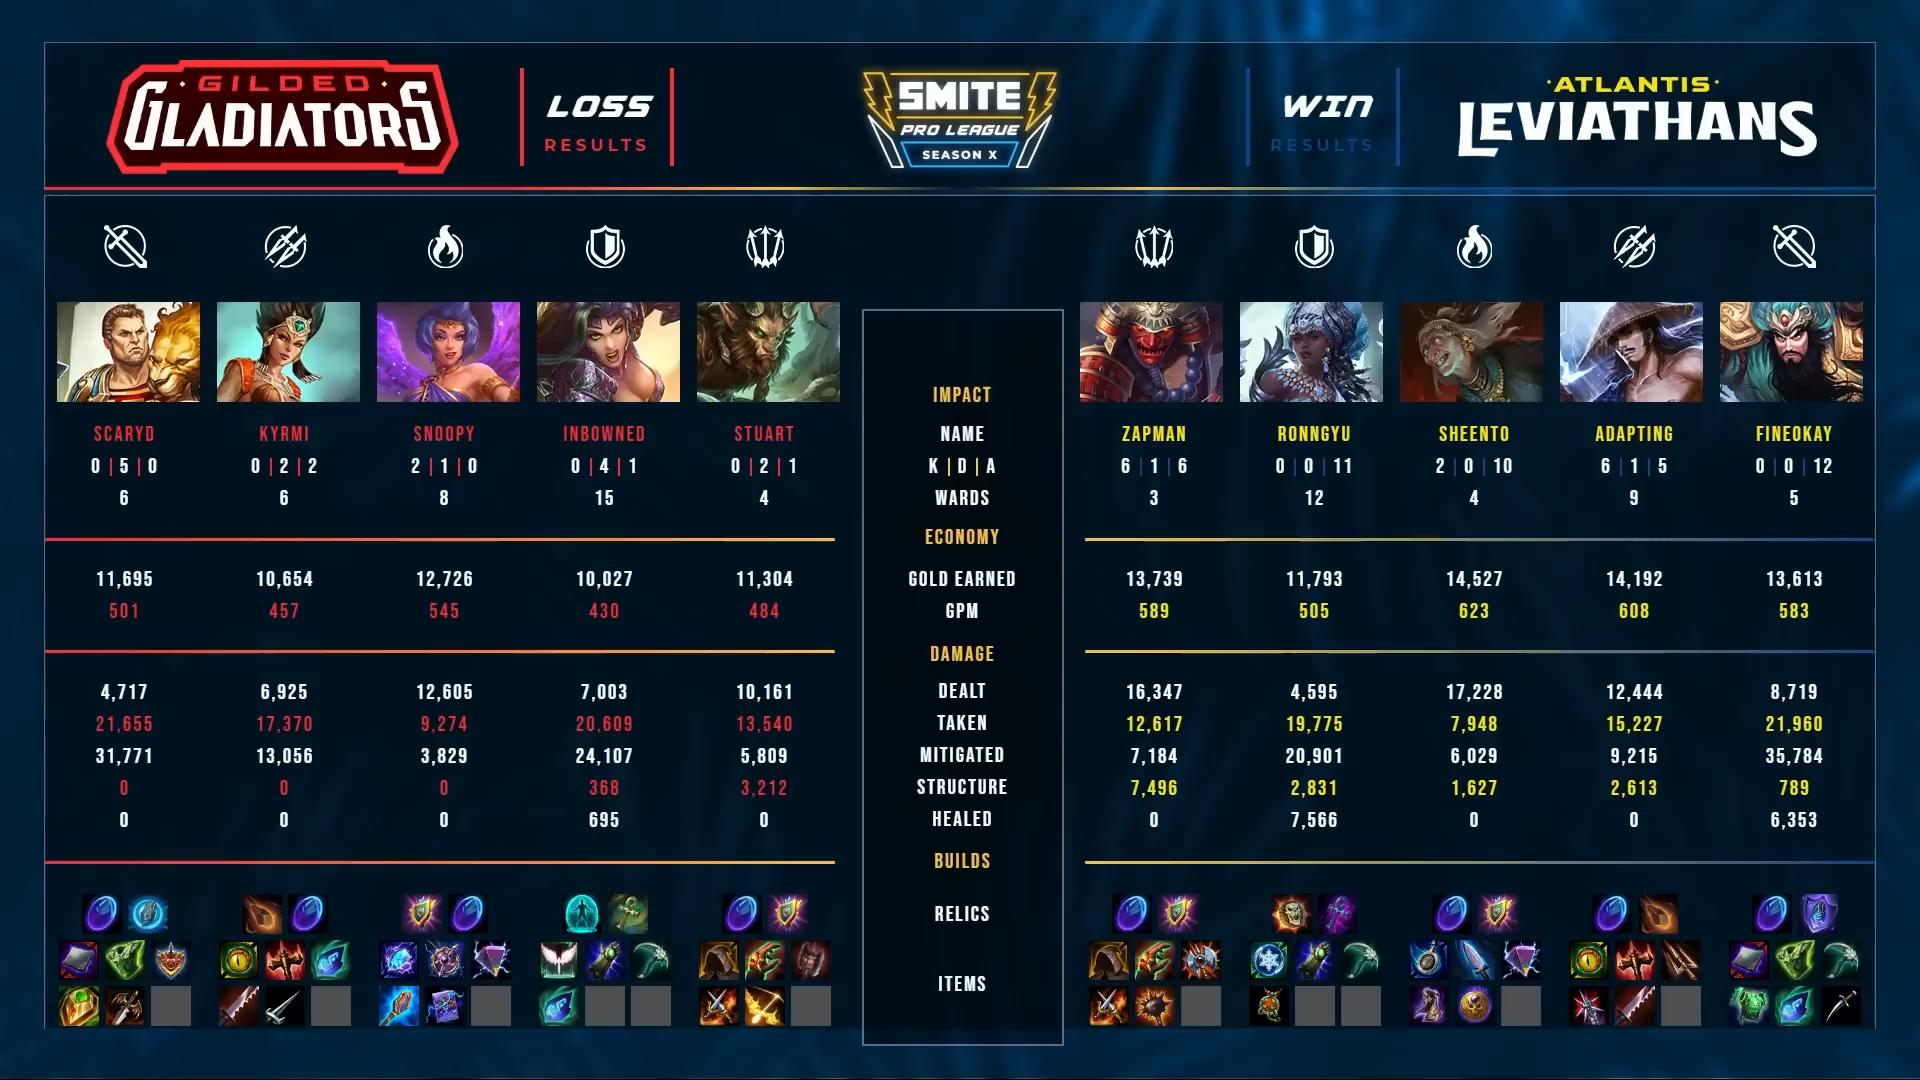 GILDED
GLADIATORS
LOSS
RESULTS
SMITE
PRO LEAGUE
SEASON X
WIN
RESULTS
ATLANTIS
LEVIATHANS
IMPACT
SCARYD KYRMI SNOOPY INBOWNED STUART NAME ZAPMAN RONNGYU SHEENTO ADAPTING FINEOKAY
0 | 5 | 0 0 | 2 | 2 2 | 1 | 0 0 | 4 | 1 0 | 2 | 1 K | D | A 6 | 1 | 6 0 | 0 | 11 2 | 0 | 10 6 | 1 | 5 0 | 0 | 12
6 6 8 15 4 WARDS 3 12 4 9 5
ECONOMY
11,695 10,654 12,726 10,027 11,304 GOLD EARNED 13,739 11,793 14,527 14,192 13,613
501 457 545 430 484 GPM 589 505 623 608 583
DAMAGE
4,717 6,925 12,605 7,003 10,161 DEALT 16,347 4,595 17,228 12,444 8,719
21,655 17,370 9,274 20,609 13,540 TAKEN 12,617 19,775 7,948 15,227 21,960
31,771 13,056 3,829 24,107 5,809 MITIGATED 7,184 20,901 6,029 9,215 35,784
0 0 0 368 3,212 STRUCTURE 7,496 2,831 1,627 2,613 789
0 0 0 695 0 HEALED 0 7,566 0 0 6,353
BUILDS
RELICS
ITEMS